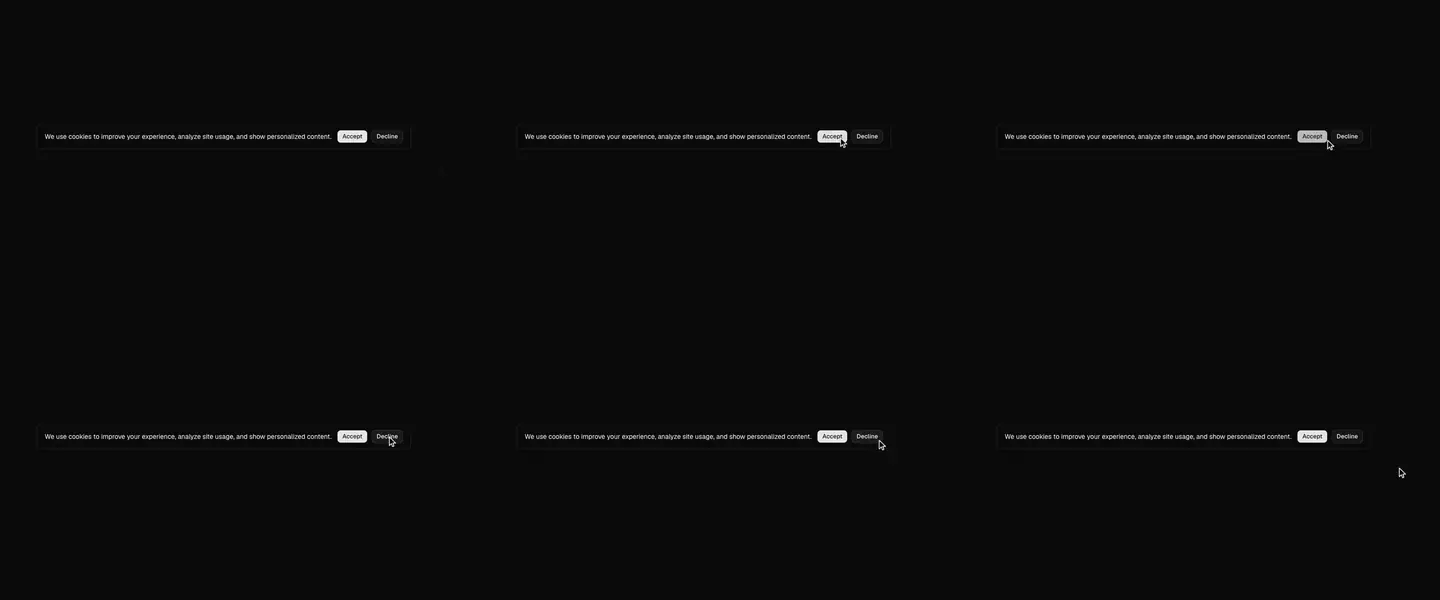 We use cookies to improve your experience, analyze site usage, and show personalized content. Accept Decline
We use cookies to improve your experience, analyze site usage, and show personalized content. Accept Decline
We use cookies to improve your experience, analyze site usage, and show personalized content. Accept Decline
We use cookies to improve your experience, analyze site usage, and show personalized content. Accept Decline
We use cookies to improve your experience, analyze site usage, and show personalized content. Accept Decline
We use cookies to improve your experience, analyze site usage, and show personalized content. Accept Decline